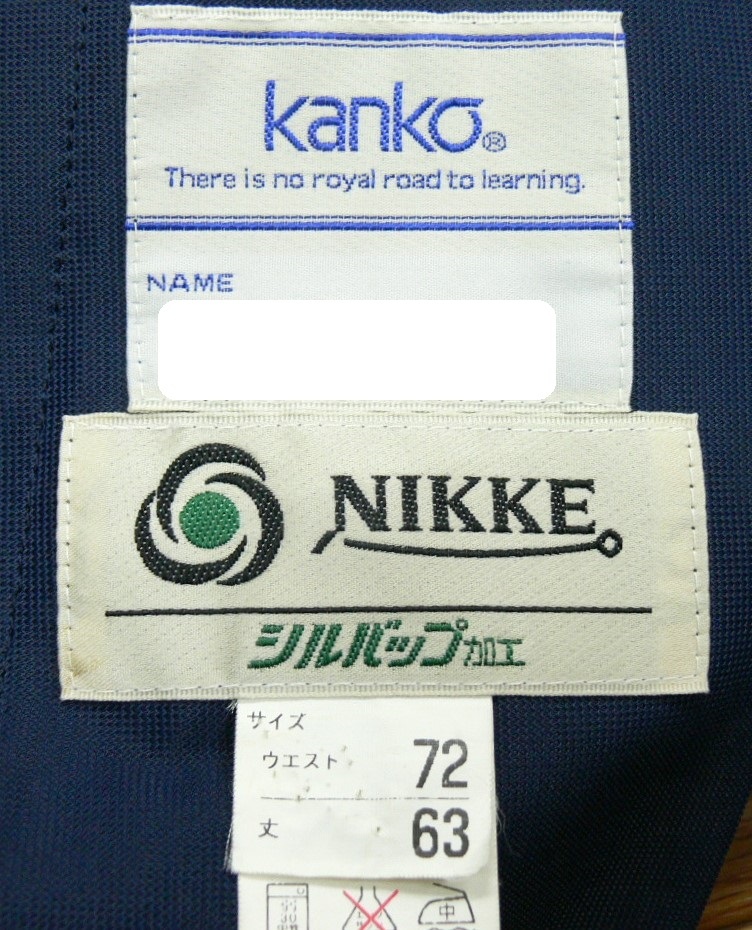 kanko®
There is no royal road to learning.
NAME
NIKKE
シルバップ加工
サイズ
ウエスト 72
丈 63
中